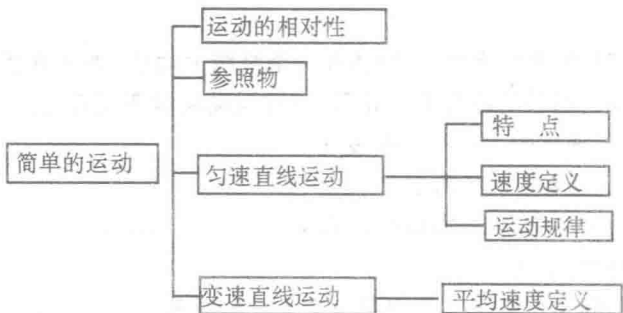 运动的相对性
参照物
简单的运动
匀速直线运动
特 点
速度定义
运动规律
变速直线运动
平均速度定义